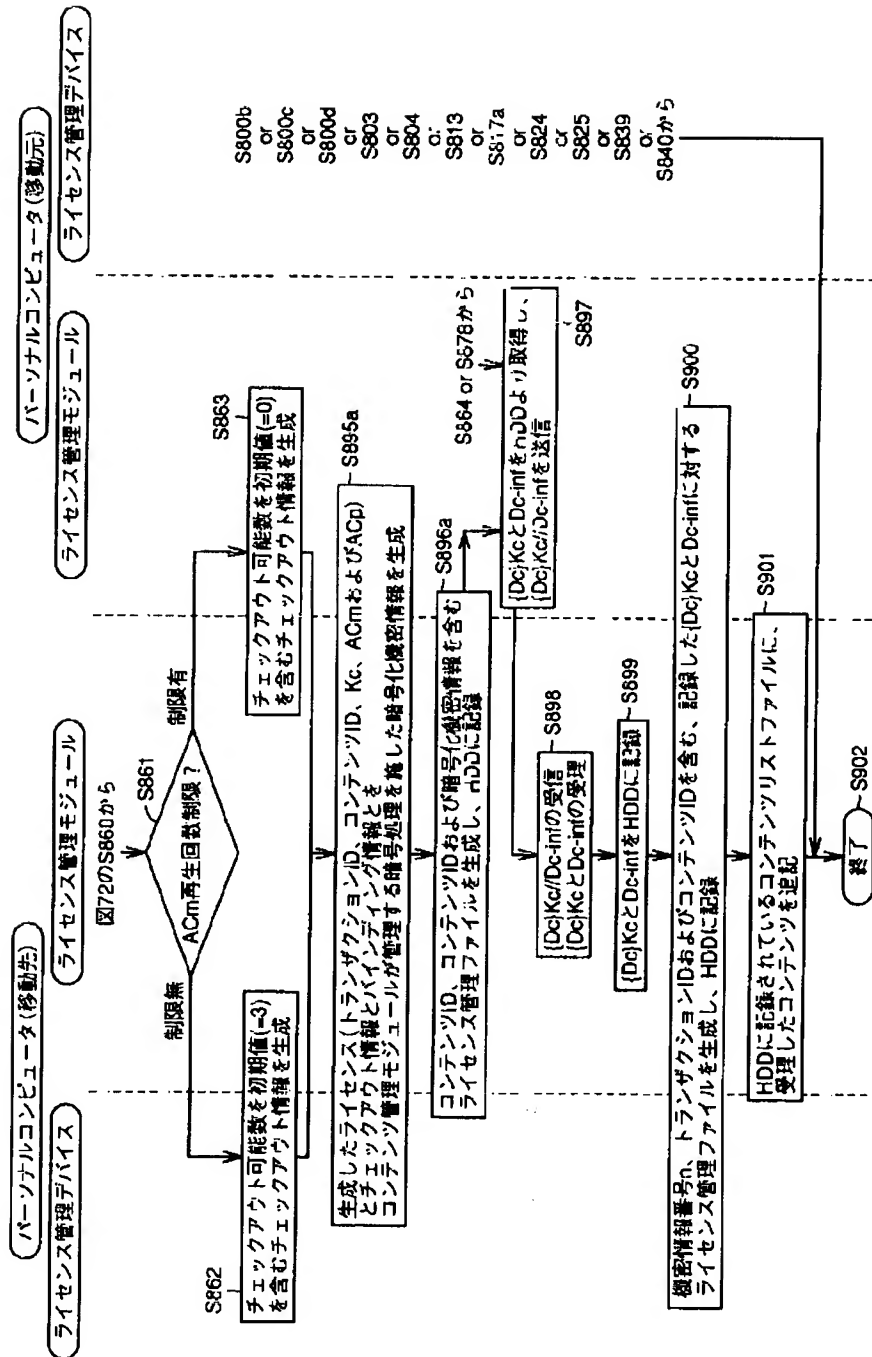 パーソナルコンピュータ(移動先)
パーソナルコンピュータ(移動元)
ライセンス管理デバイス
ライセンス管理モジュール
ライセンス管理モジュール
ライセンス管理デバイス
図72のS860から
S861
ACm再生回数制限?
制限無
制限有
S862
チェックアウト可能数を初期値(=3)
を含むチェックアウト情報を生成
S863
チェックアウト可能数を初期値(=0)
を含むチェックアウト情報を生成
S895a
生成したライセンス(トランザクションID、コンテンツID、Kc、ACmおよびACp)
とチェックアウト情報とバインディング情報とを
コンテンツ管理モジュールが管理する暗号処理を施した暗号化機密情報を生成
S896a
コンテンツID、コンテンツIDおよび暗号化機密情報を含む
ライセンス管理ファイルを生成し、HDDに記録
S864 or S878から
{Dc}KcとDc-infをHDDより取得し、
{Dc}Kc//Dc-infを送信
S897
S898
{Dc}Kc//Dc-infの受信
{Dc}KcとDc-infの受理
S899
{Dc}KcとDc-infをHDDに記録
S900
機密情報番号n、トランザクションIDおよびコンテンツIDを含む、記録した{Dc}KcとDc-infに対する
ライセンス管理ファイルを生成し、HDDに記録
S901
HDDに記録されているコンテンツリストファイルに、
受理したコンテンツを追記
S800b
or
S800c
or
S800d
or
S803
or
S804
or
S813
or
S817a
or
S824
or
S825
or
S839
or
S840から
終了
S902